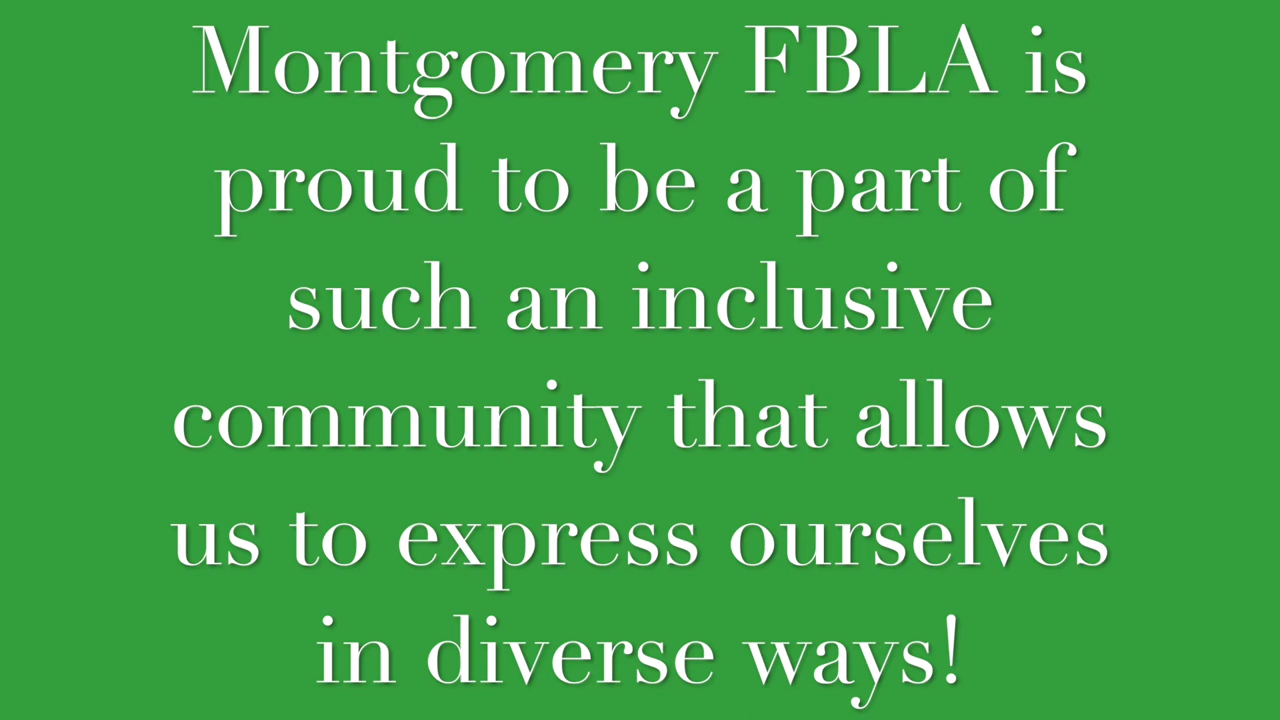 Montgomery FBLA is
proud to be a part of
such an inclusive
community that allows
us to express ourselves
in diverse ways!